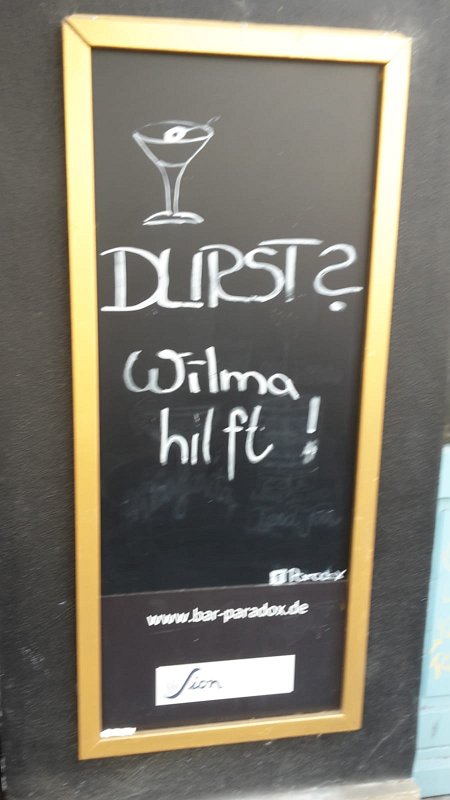 DURST?
Wilma
hilft!
Paradox
www.bar-paradox.de
Sion